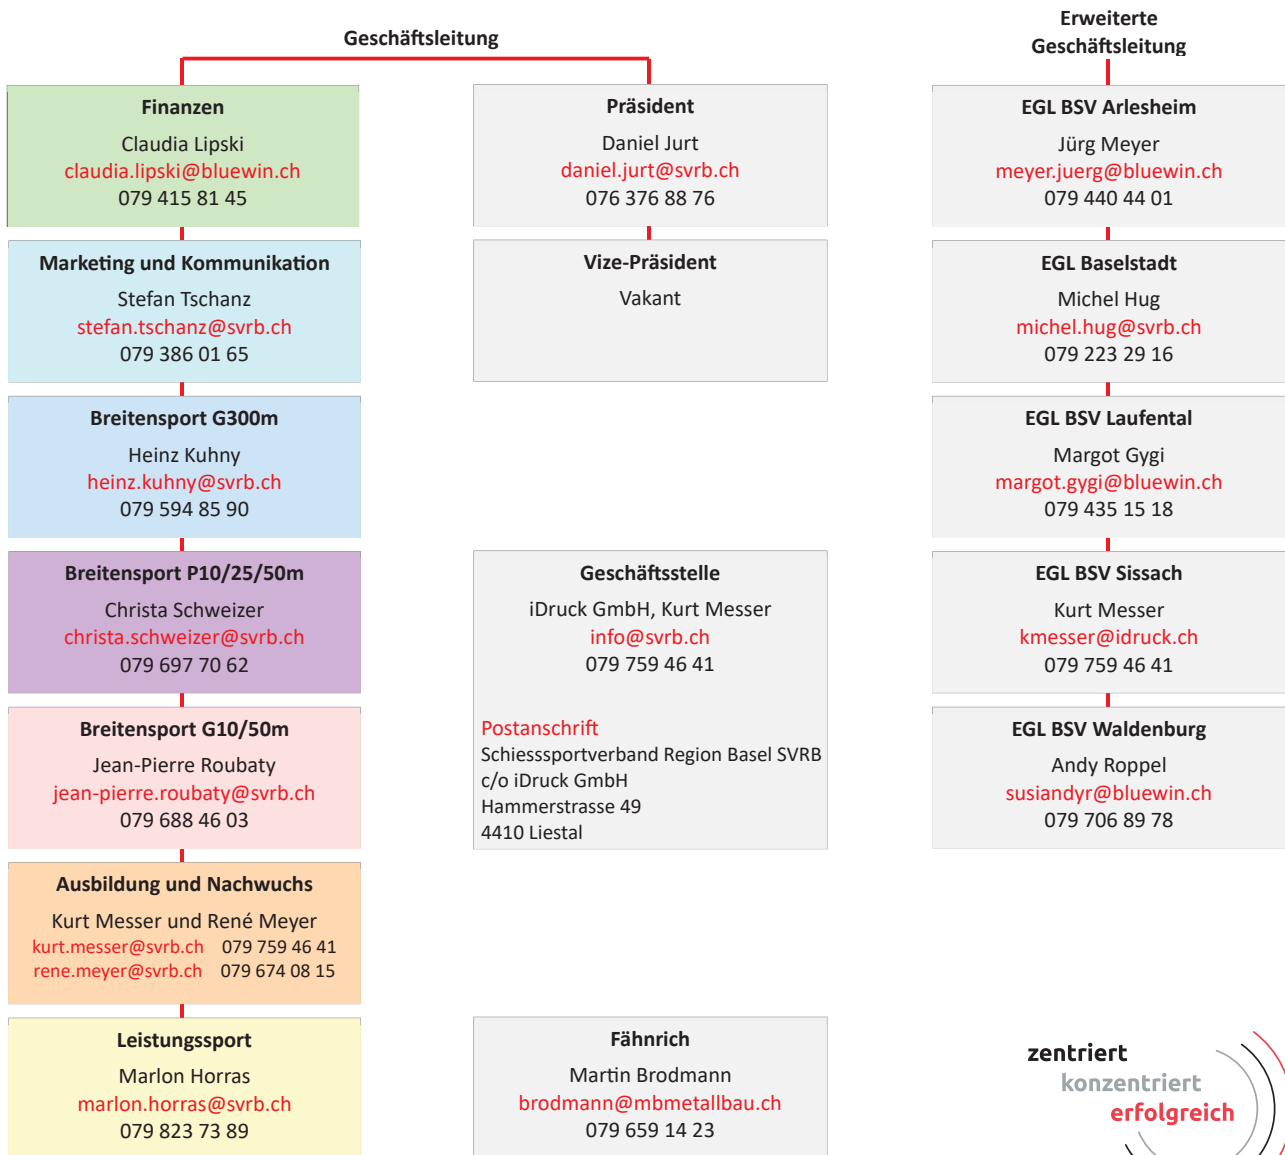 Geschäftsleitung
Finanzen
Claudia Lipski
claudia.lipski@bluewin.ch
079 415 81 45
Marketing und Kommunikation
Stefan Tschanz
stefan.tschanz@svrb.ch
079 386 01 65
Breitensport G300m
Heinz Kuhny
heinz.kuhny@svrb.ch
079 594 85 90
Breitensport P10/25/50m
Christa Schweizer
christa.schweizer@svrb.ch
079 697 70 62
Breitensport G10/50m
Jean-Pierre Roubaty
jean-pierre.roubaty@svrb.ch
079 688 46 03
Ausbildung und Nachwuchs
Kurt Messer und René Meyer
kurt.messer@svrb.ch 079 759 46 41
rene.meyer@svrb.ch 079 674 08 15
Leistungssport
Marlon Horras
marlon.horras@svrb.ch
079 823 73 89
Präsident
Daniel Jurt
daniel.jurt@svrb.ch
076 376 88 76
Vize-Präsident
Vakant
Geschäftsstelle
iDruck GmbH, Kurt Messer
info@svrb.ch
079 759 46 41
Postanschrift
Schiesssportverband Region Basel SVRB
c/o iDruck GmbH
Hammerstrasse 49
4410 Liestal
Fähnrich
Martin Brodmann
brodmann@mbmetallbau.ch
079 659 14 23
Erweiterte
Geschäftsleitung
EGL BSV Arlesheim
Jürg Meyer
meyer.juerg@bluewin.ch
079 440 44 01
EGL Baselstadt
Michel Hug
michel.hug@svrb.ch
079 223 29 16
EGL BSV Laufental
Margot Gygi
margot.gygi@bluewin.ch
079 435 15 18
EGL BSV Sissach
Kurt Messer
kmesser@idruck.ch
079 759 46 41
EGL BSV Waldenburg
Andy Roppel
susiandyr@bluewin.ch
079 706 89 78
zentriert
konzentriert
erfolgreich